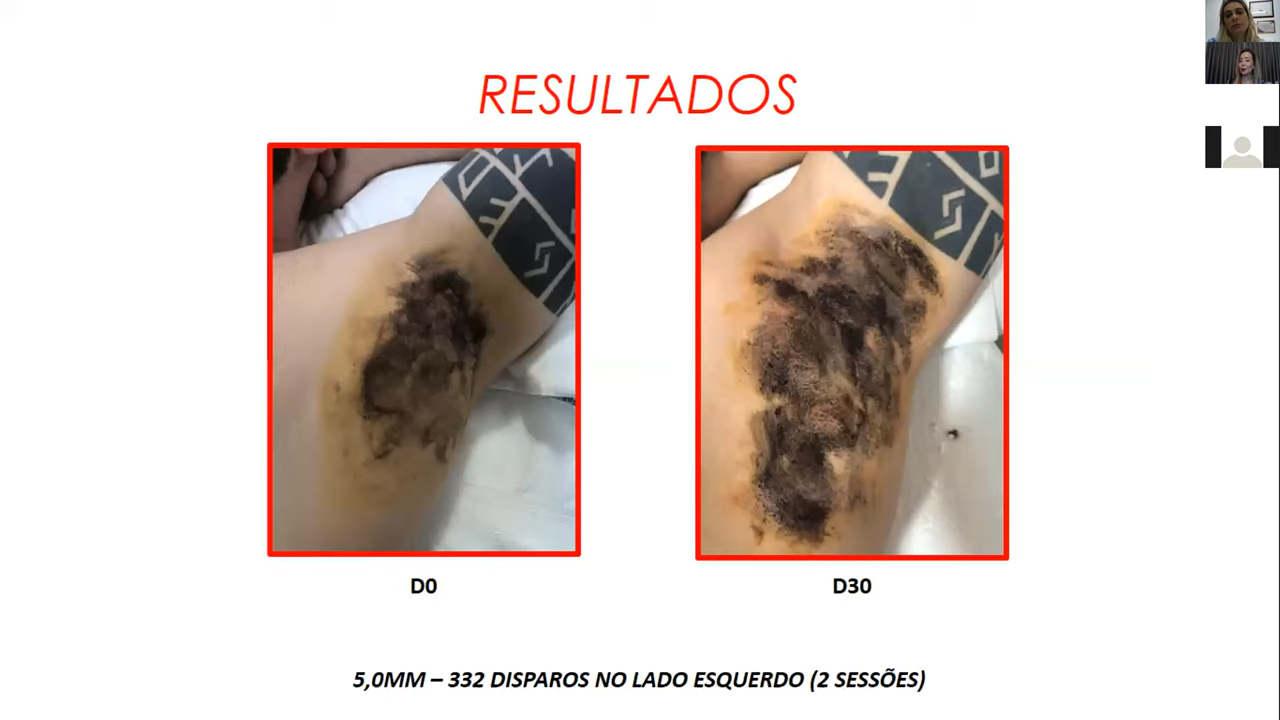 RESULTADOS
D0
D30
5,0MM – 332 DISPAROS NO LADO ESQUERDO (2 SESSÕES)